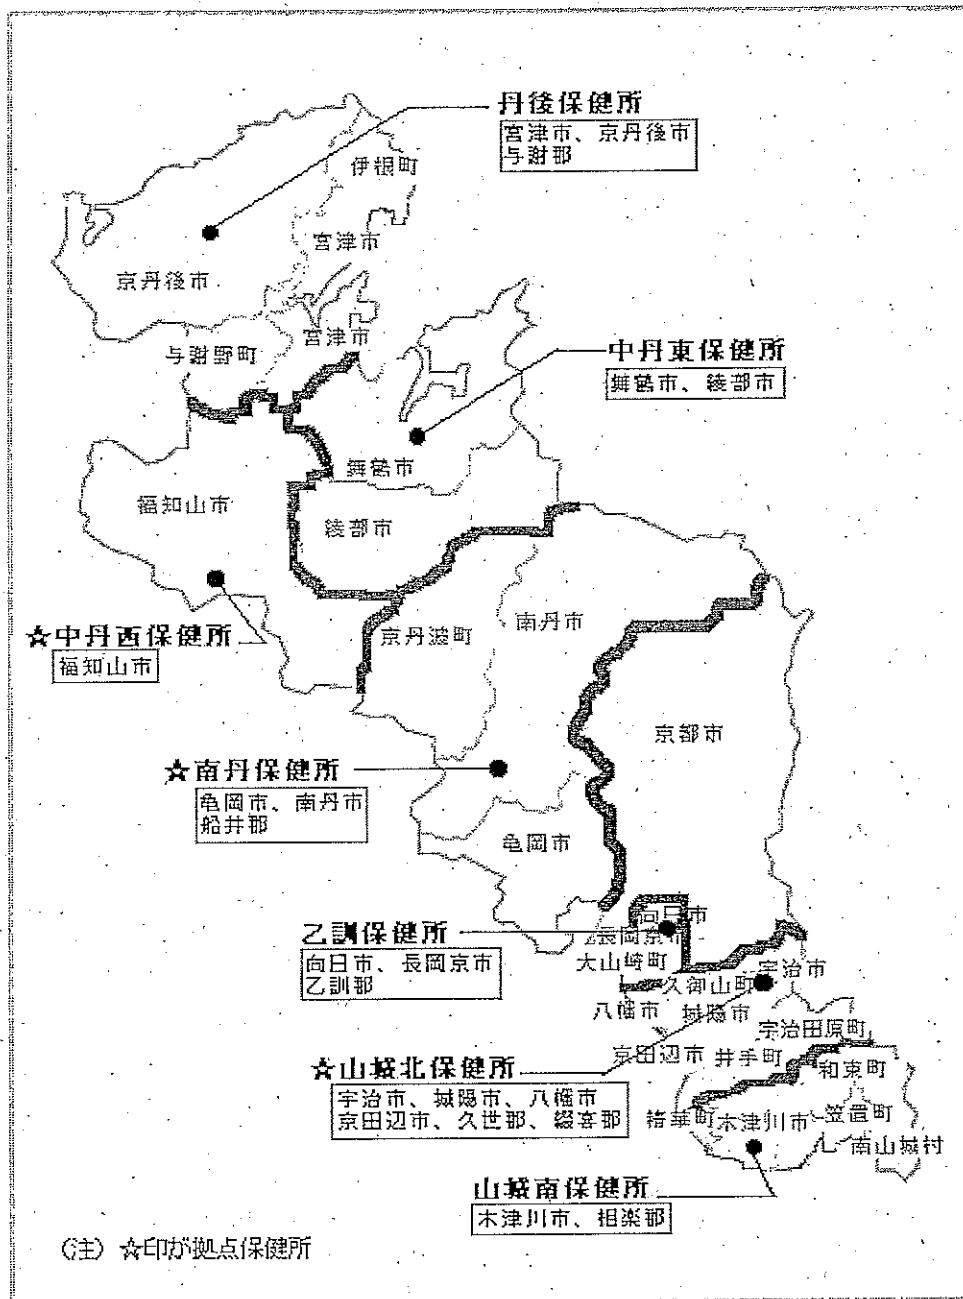 丹後保健所
宮津市、京丹後市
与謝郡
伊根町
宮津市
京丹後市
宮津市
与謝野町
中丹東保健所
舞鶴市、綾部市
舞鶴市
福知山市
綾部市
南丹市
☆中丹西保健所
京丹波町
福知山市
京都市
☆南丹保健所
亀岡市、南丹市
船井郡
亀岡市
向日市
乙訓保健所
長岡京市
向日市、長岡京市
乙訓郡
大山崎町
宇治市
久御山町
八幡市
城陽市
宇治田原町
京田辺市
井手町
和束町
☆山城北保健所
宇治市、城陽市、八幡市
京田辺市、久世郡、綴喜郡
精華町
木津川市
笠置町
南山城村
山城南保健所
木津川市、相楽郡
(注) ☆印が拠点保健所